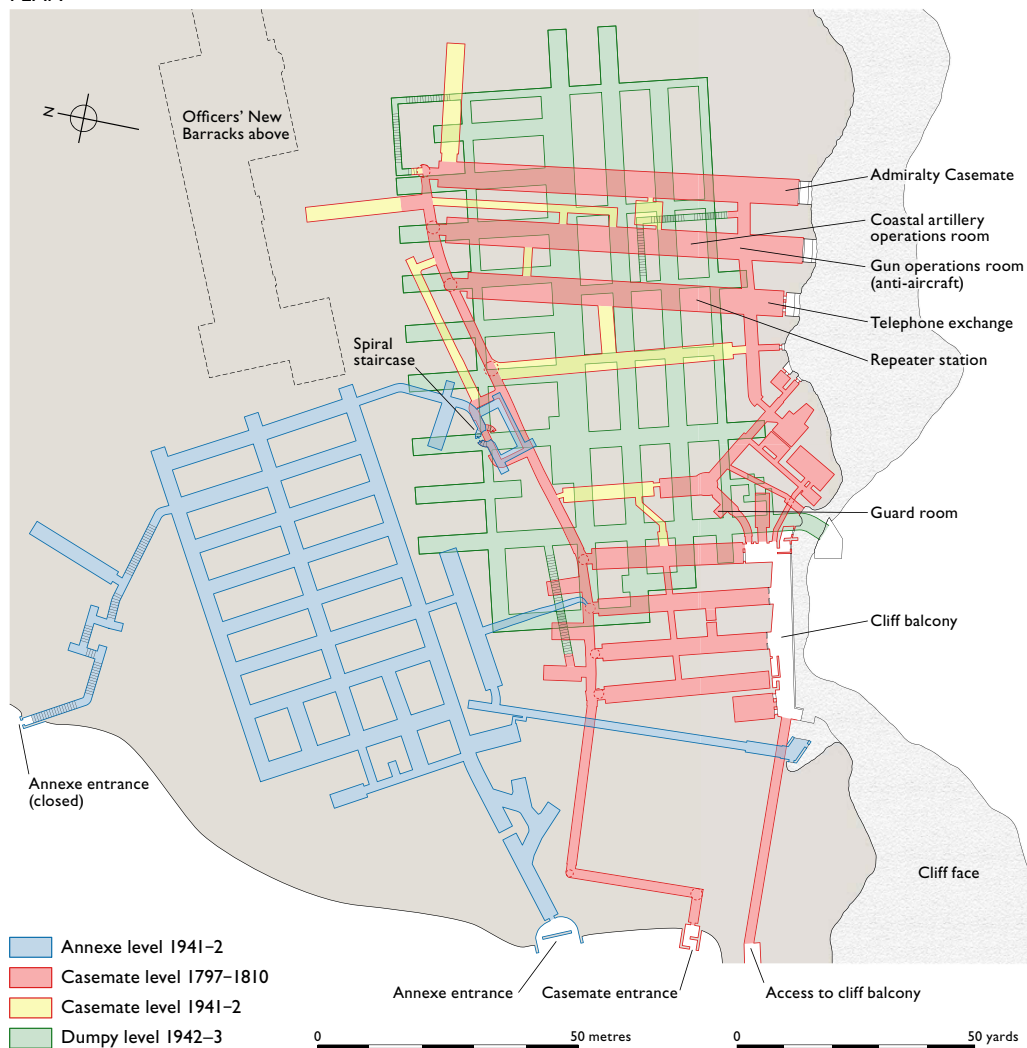 N
Officers' New
Barracks above
Admiralty Casemate
Coastal artillery
operations room
Gun operations room
(anti-aircraft)
Telephone exchange
Spiral
staircase
Repeater station
Guard room
Cliff balcony
Annexe entrance
(closed)
Cliff face
Annexe level 1941–2
Casemate level 1797–1810
Casemate level 1941–2
Dumpy level 1942–3
Annexe entrance
Casemate entrance
Access to cliff balcony
0 50 metres
0 50 yards